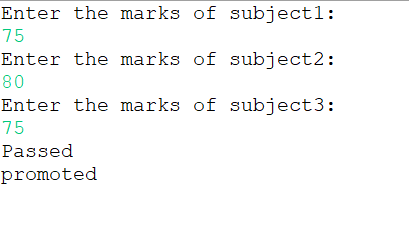 Enter the marks of subject1:
75
Enter the marks of subject2:
80
Enter the marks of subject3:
75
Passed
promoted